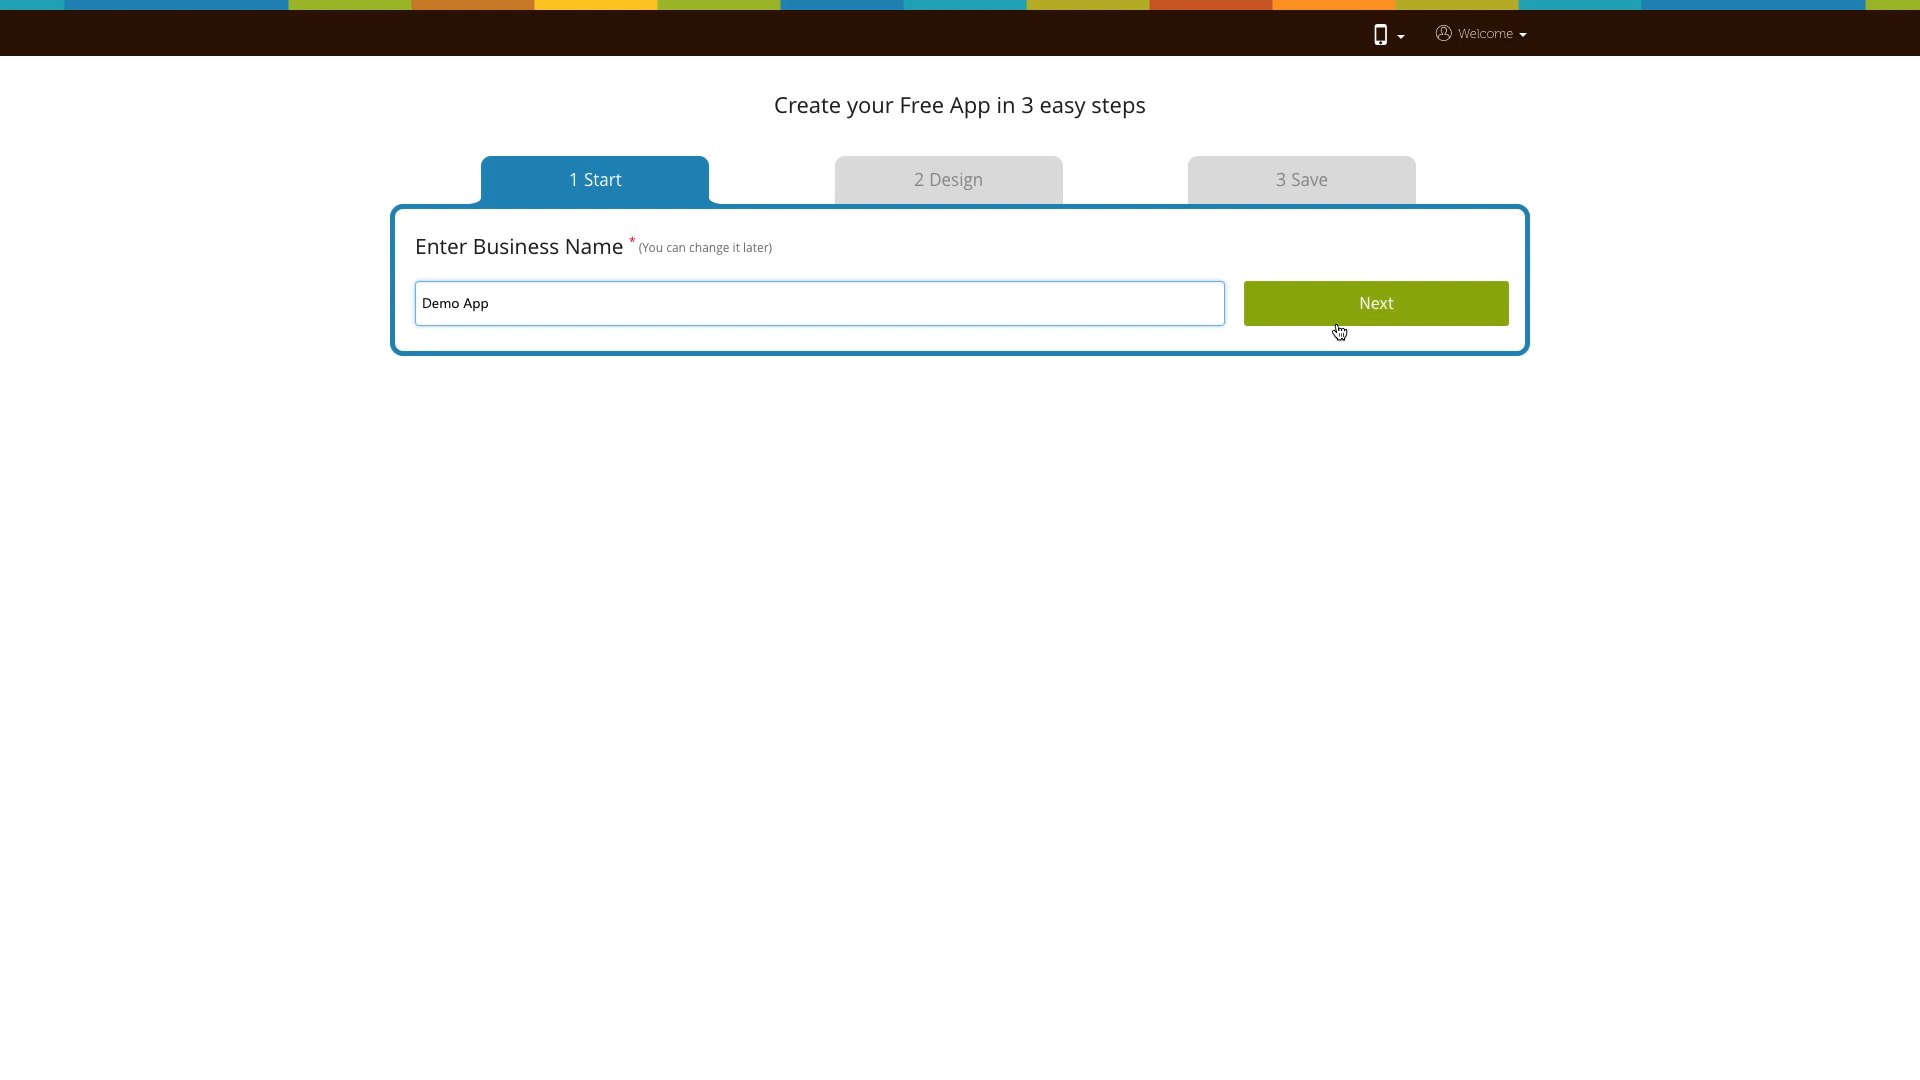 Welcome
Create your Free App in 3 easy steps
1 Start
2 Design
3 Save
Enter Business Name * (You can change it later)
Demo App
Next